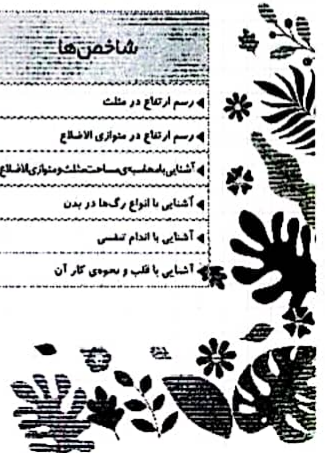 شاخص‌ها
رسم ارتفاع در مثلث
رسم ارتفاع در متوازی الاضلاع
آشنایی با محاسبه‌ی مساحت مثلث و متوازی الاضلاع
آشنایی با انواع رگ‌ها در بدن
آشنایی با اندام تنفسی
آشنایی با قلب و نحوه‌ی کار آن